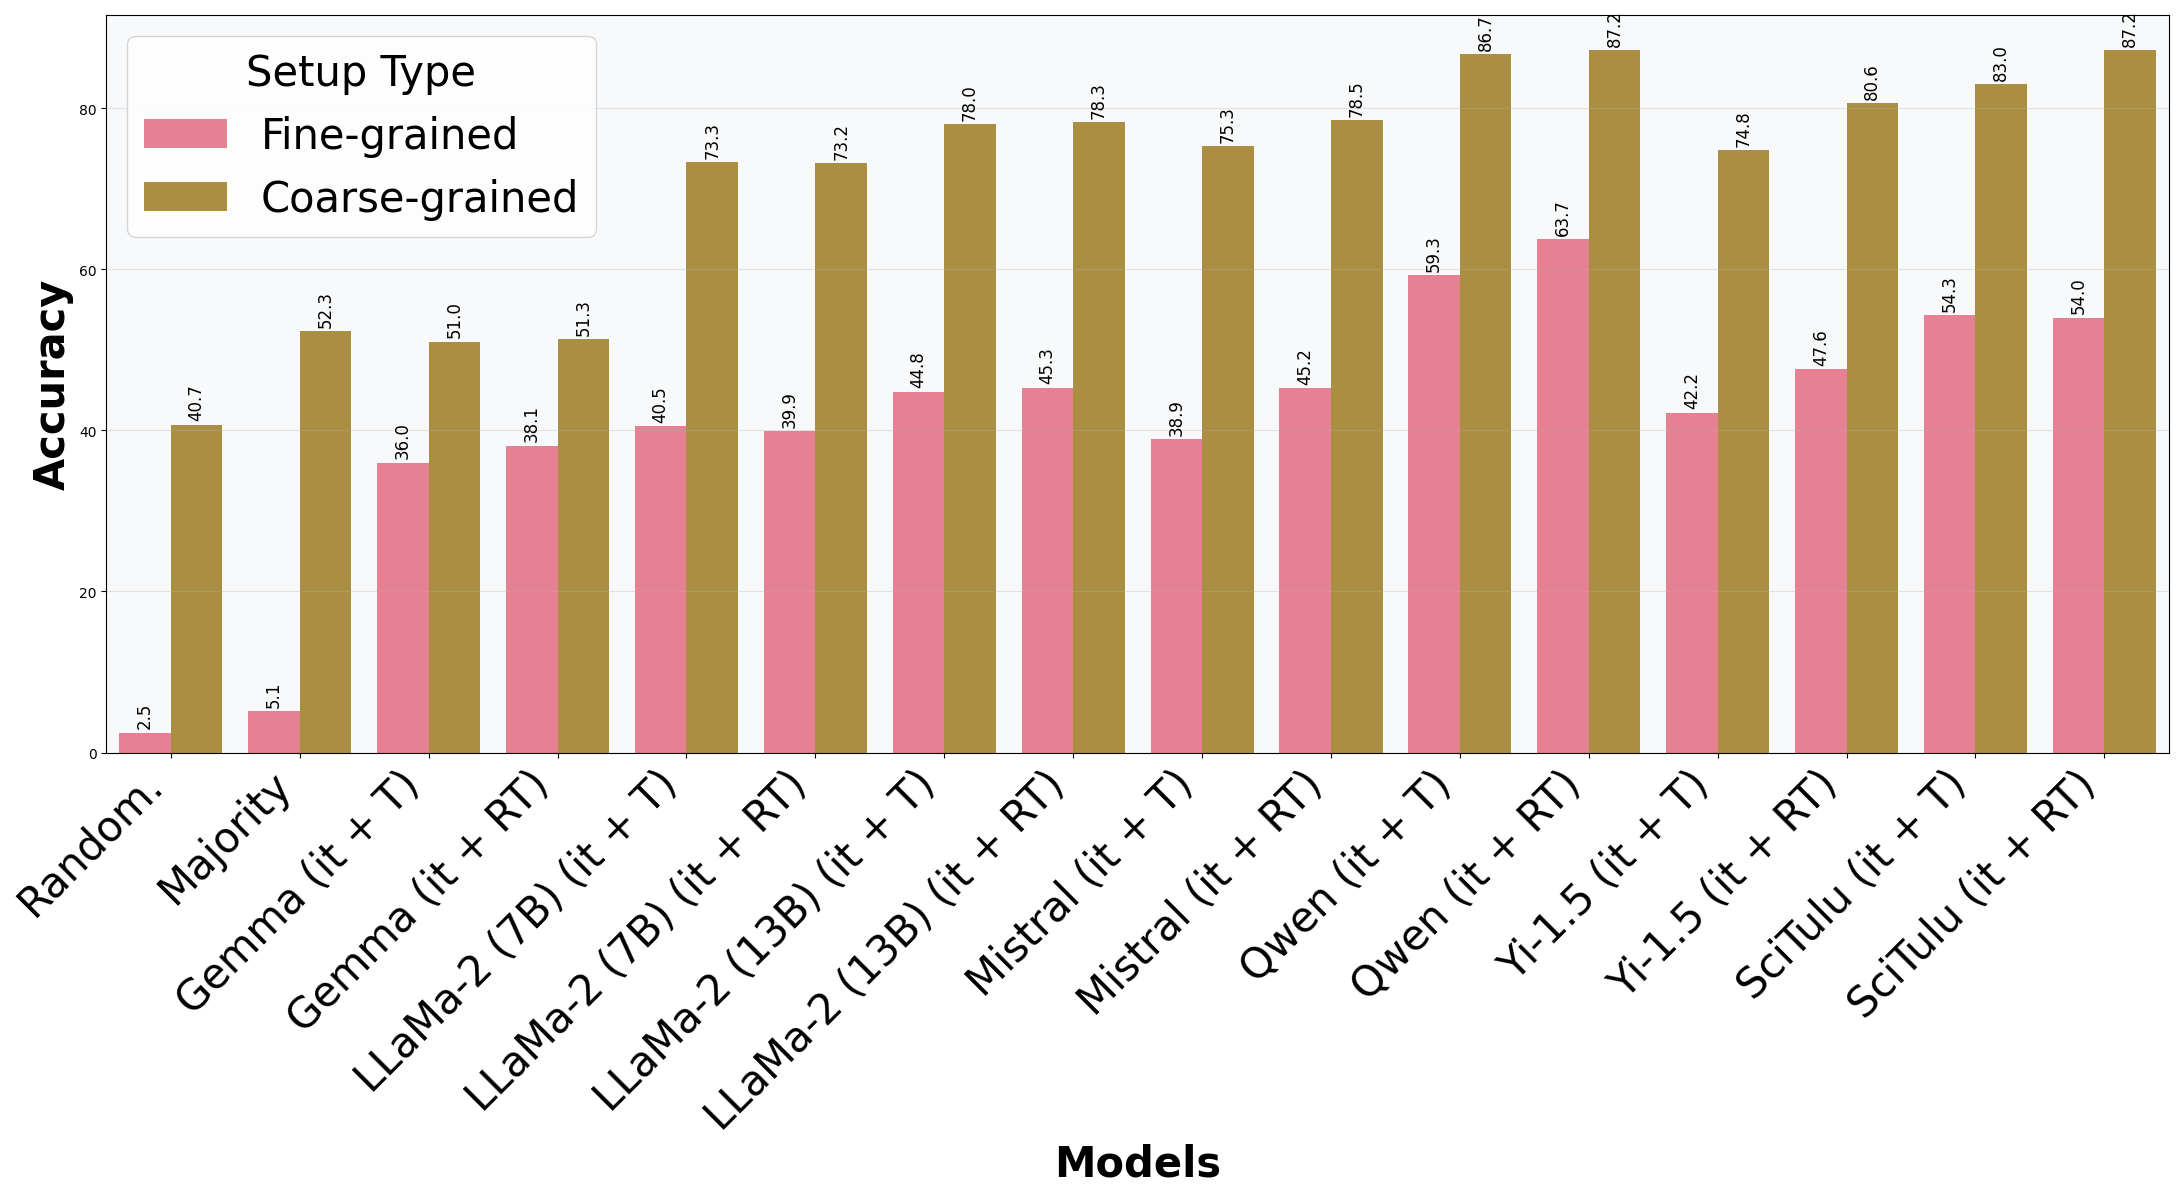 Setup Type
Fine-grained
Coarse-grained
Accuracy
80
60
40
20
0
2.5
40.7
5.1
52.3
36.0
51.0
38.1
51.3
40.5
73.3
39.9
73.2
44.8
78.0
45.3
78.3
38.9
75.3
45.2
78.5
59.3
86.7
63.7
87.2
42.2
74.8
47.6
80.6
54.3
83.0
54.0
87.2
Random.
Majority
Gemma (it + T)
Gemma (it + RT)
LLaMa-2 (7B) (it + T)
LLaMa-2 (7B) (it + RT)
LLaMa-2 (13B) (it + T)
LLaMa-2 (13B) (it + RT)
Mistral (it + T)
Mistral (it + RT)
Qwen (it + T)
Qwen (it + RT)
Yi-1.5 (it + T)
Yi-1.5 (it + RT)
SciTulu (it + T)
SciTulu (it + RT)
Models